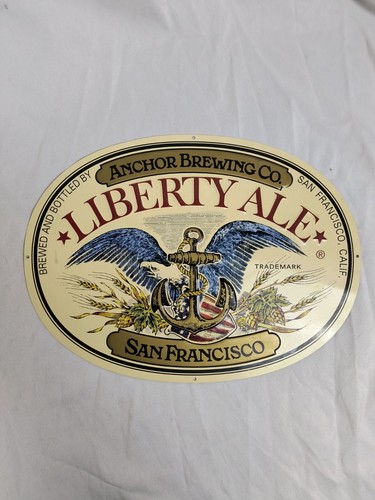 ANCHOR BREWING CO.
BREWED AND BOTTLED BY
SAN FRANCISCO, CALIF.
LIBERTY ALE
®
TRADEMARK
SAN FRANCISCO